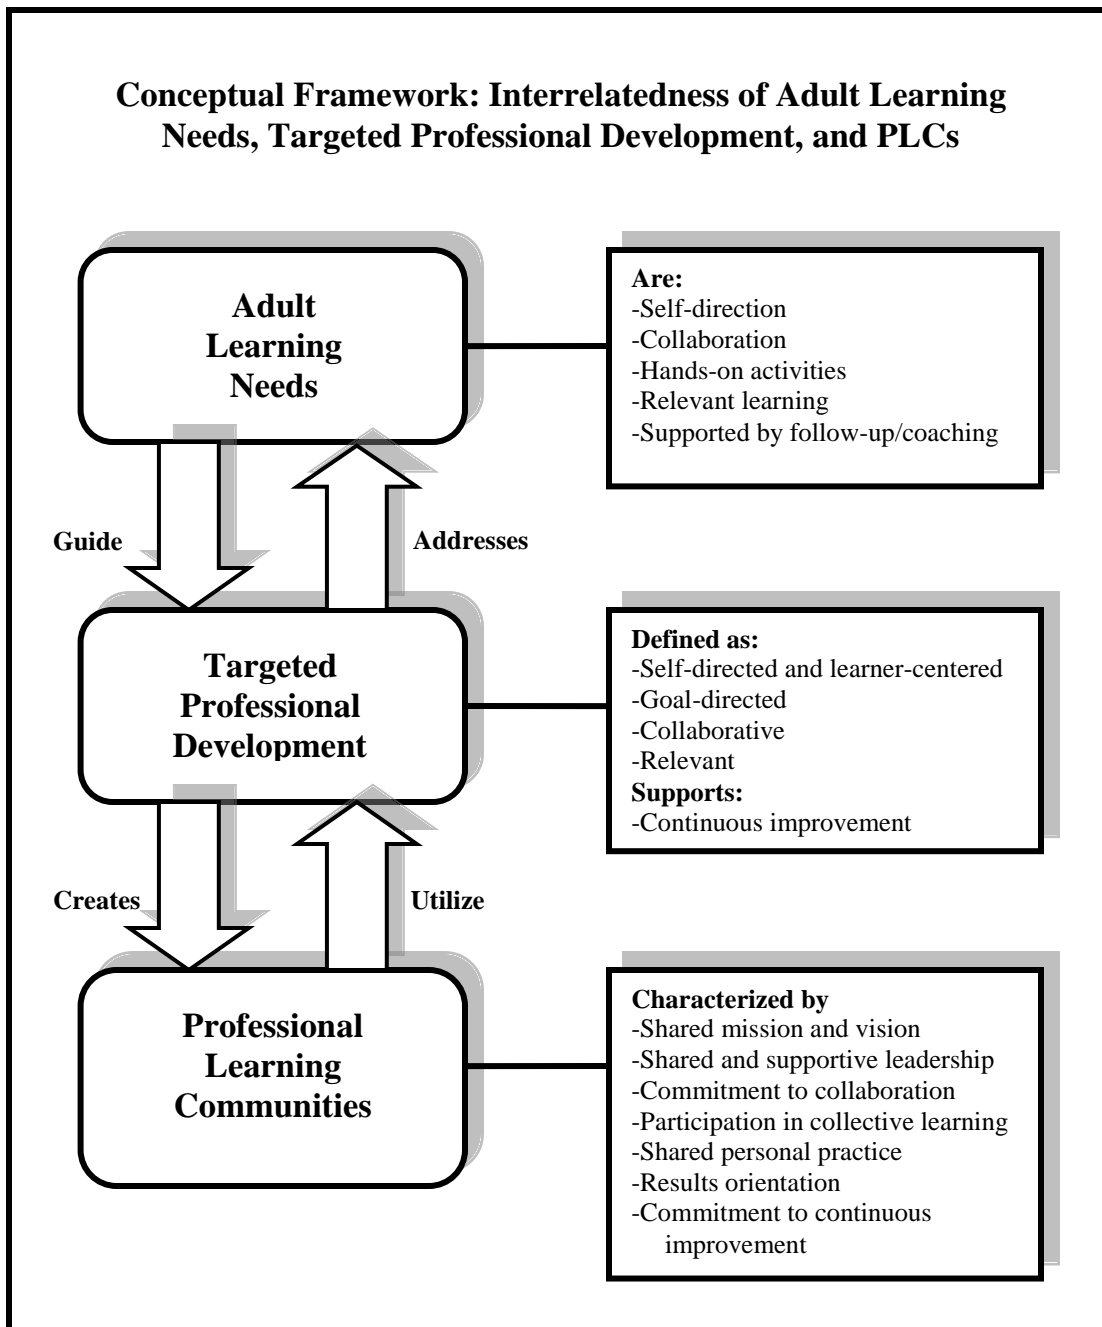 Conceptual Framework: Interrelatedness of Adult Learning
Needs, Targeted Professional Development, and PLCs
Adult
Learning
Needs
Are:
-Self-direction
-Collaboration
-Hands-on activities
-Relevant learning
-Supported by follow-up/coaching
Guide
Addresses
Targeted
Professional
Development
Defined as:
-Self-directed and learner-centered
-Goal-directed
-Collaborative
-Relevant
Supports:
-Continuous improvement
Creates
Utilize
Professional
Learning
Communities
Characterized by
-Shared mission and vision
-Shared and supportive leadership
-Commitment to collaboration
-Participation in collective learning
-Shared personal practice
-Results orientation
-Commitment to continuous
improvement